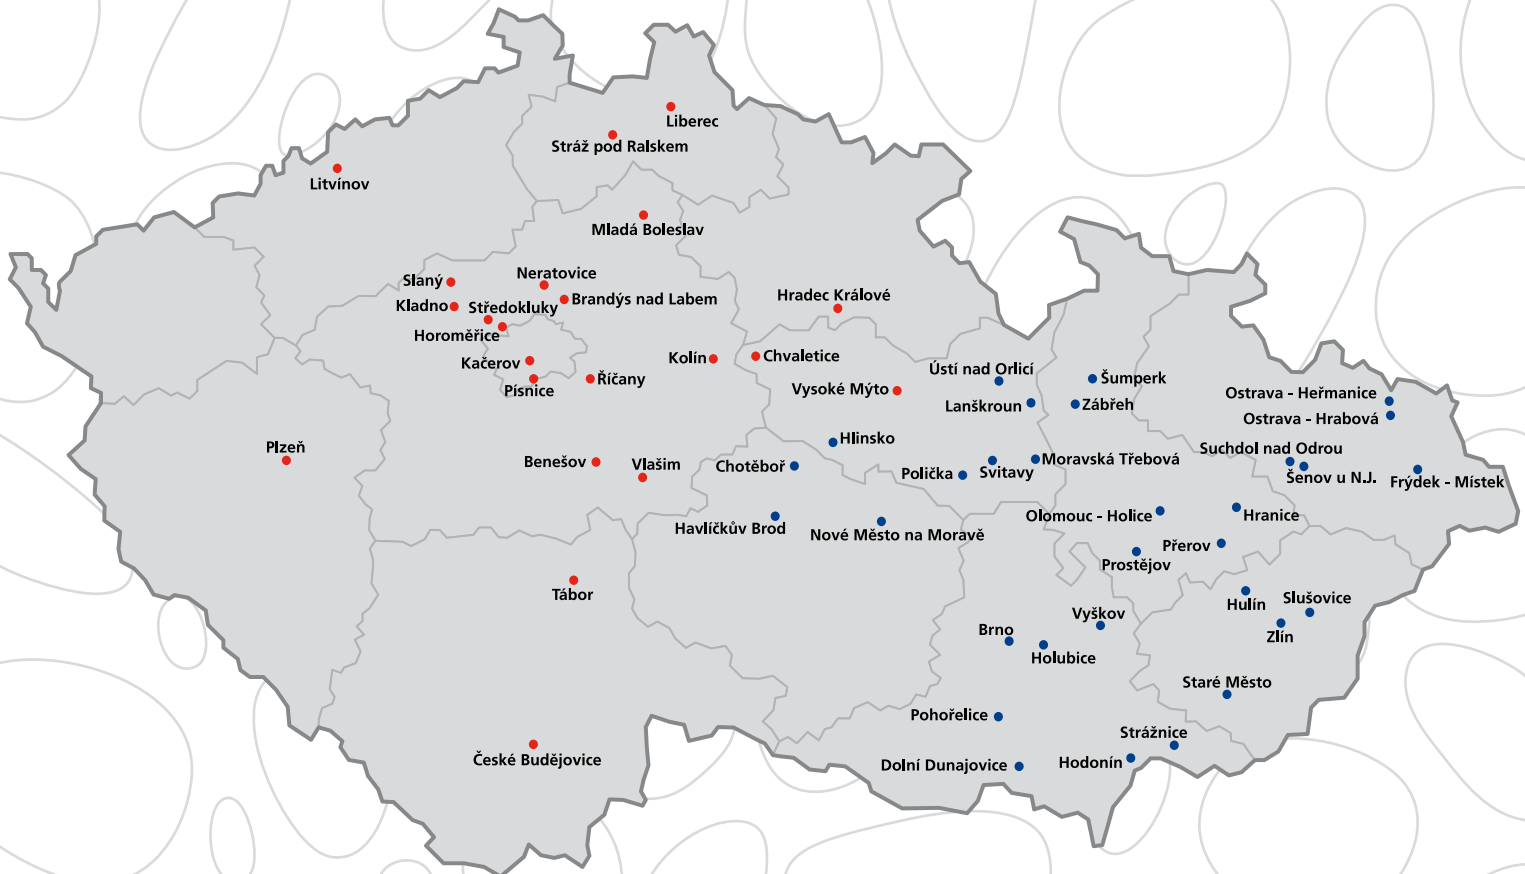 Liberec
Stráž pod Ralskem
Litvínov
Mladá Boleslav
Slaný
Neratovice
Kladno
Středokluky
Brandýs nad Labem
Hradec Králové
Horoměřice
Kačerov
Kolín
Chvaletice
Písnice
Říčany
Vysoké Mýto
Ústí nad Orlicí
Lanškroun
Šumperk
Zábřeh
Ostrava - Heřmanice
Ostrava - Hrabová
Plzeň
Benešov
Vlašim
Chotěboř
Hlinsko
Polička
Svitavy
Moravská Třebová
Suchdol nad Odrou
Šenov u N.J.
Frýdek - Místek
Havlíčkův Brod
Nové Město na Moravě
Olomouc - Holice
Hranice
Přerov
Prostějov
Tábor
Hulín
Slušovice
Zlín
Vyškov
Brno
Holubice
Staré Město
Pohořelice
Strážnice
České Budějovice
Dolní Dunajovice
Hodonín